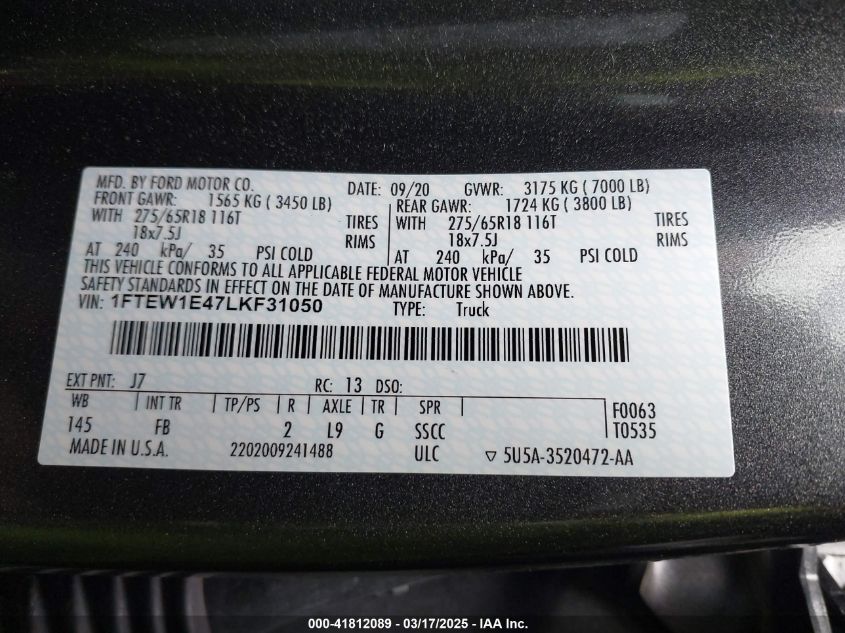 MFD. BY FORD MOTOR CO. DATE: 09/20 GVWR: 3175 KG ( 7000 LB)
FRONT GAWR: 1565 KG ( 3450 LB) REAR GAWR: 1724 KG ( 3800 LB)
WITH 275/65R18 116T TIRES WITH 275/65R18 116T TIRES
18x7.5J RIMS 18x7.5J RIMS
AT 240 kPa/ 35 PSI COLD AT 240 kPa/ 35 PSI COLD
THIS VEHICLE CONFORMS TO ALL APPLICABLE FEDERAL MOTOR VEHICLE
SAFETY STANDARDS IN EFFECT ON THE DATE OF MANUFACTURE SHOWN ABOVE.
VIN: 1FTEW1E47LKF31050 TYPE: Truck
EXT PNT: J7 RC: 13 DSO:
WB INT TR TP/PS R AXLE TR SPR F0063
145 FB 2 L9 G SSCC T0535
MADE IN U.S.A. 2202009241488 ULC ▽ 5U5A-3520472-AA
000-41812089 - 03/17/2025 - IAA Inc.